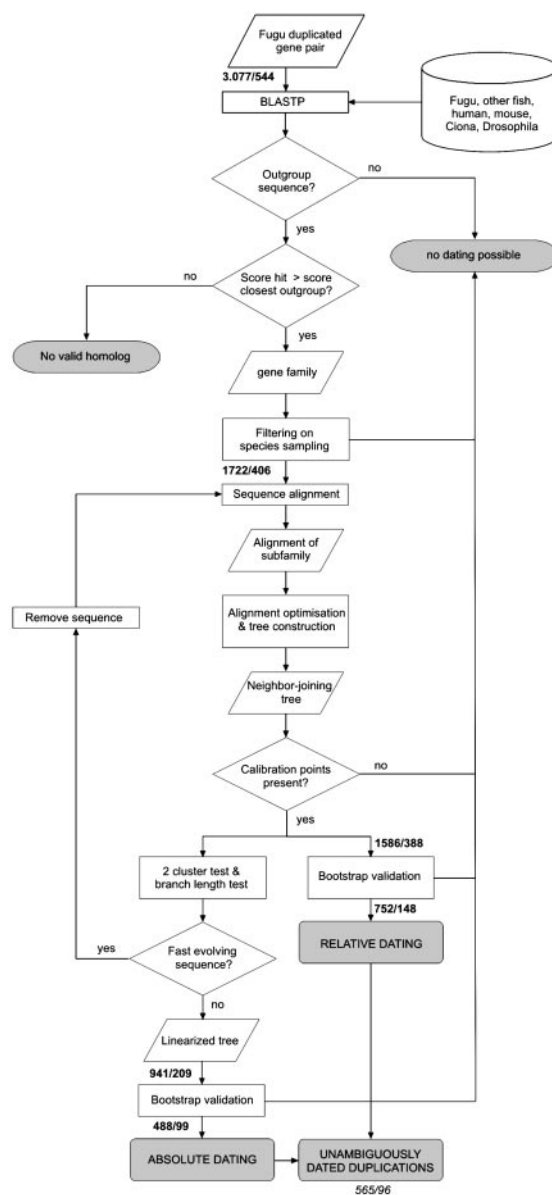 Fugu duplicated
gene pair
3.077/544
BLASTP
Fugu, other fish,
human, mouse,
Ciona, Drosophila
Outgroup
sequence?
no
yes
no dating possible
no
Score hit > score
closest outgroup?
yes
No valid homolog
gene family
Filtering on
species sampling
1722/406
Sequence alignment
Alignment of
subfamily
Remove sequence
Alignment optimisation
& tree construction
Neighbor-joining
tree
Calibration points
present?
no
yes
1586/388
2 cluster test &
branch length test
Bootstrap validation
752/148
RELATIVE DATING
yes
Fast evolving
sequence?
no
Linearized tree
941/209
Bootstrap validation
488/99
ABSOLUTE DATING
UNAMBIGUOUSLY
DATED DUPLICATIONS
565/96